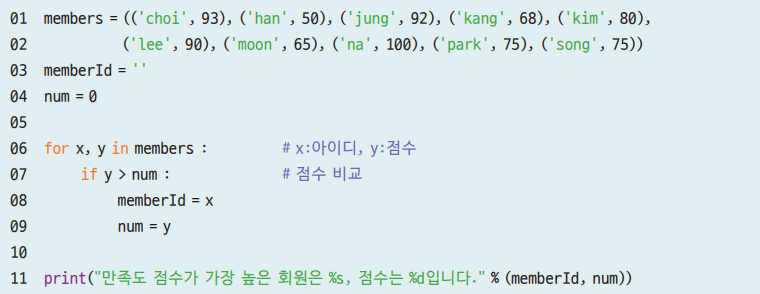 01 members = (('choi', 93), ('han', 50), ('jung', 92), ('kang', 68), ('kim', 80),
02 ('lee', 90), ('moon', 65), ('na', 100), ('park', 75), ('song', 75))
03 memberId = ''
04 num = 0
05
06 for x, y in members : # x:아이디, y:점수
07 if y > num : # 점수 비교
08 memberId = x
09 num = y
10
11 print("만족도 점수가 가장 높은 회원은 %s, 점수는 %d입니다." % (memberId, num))